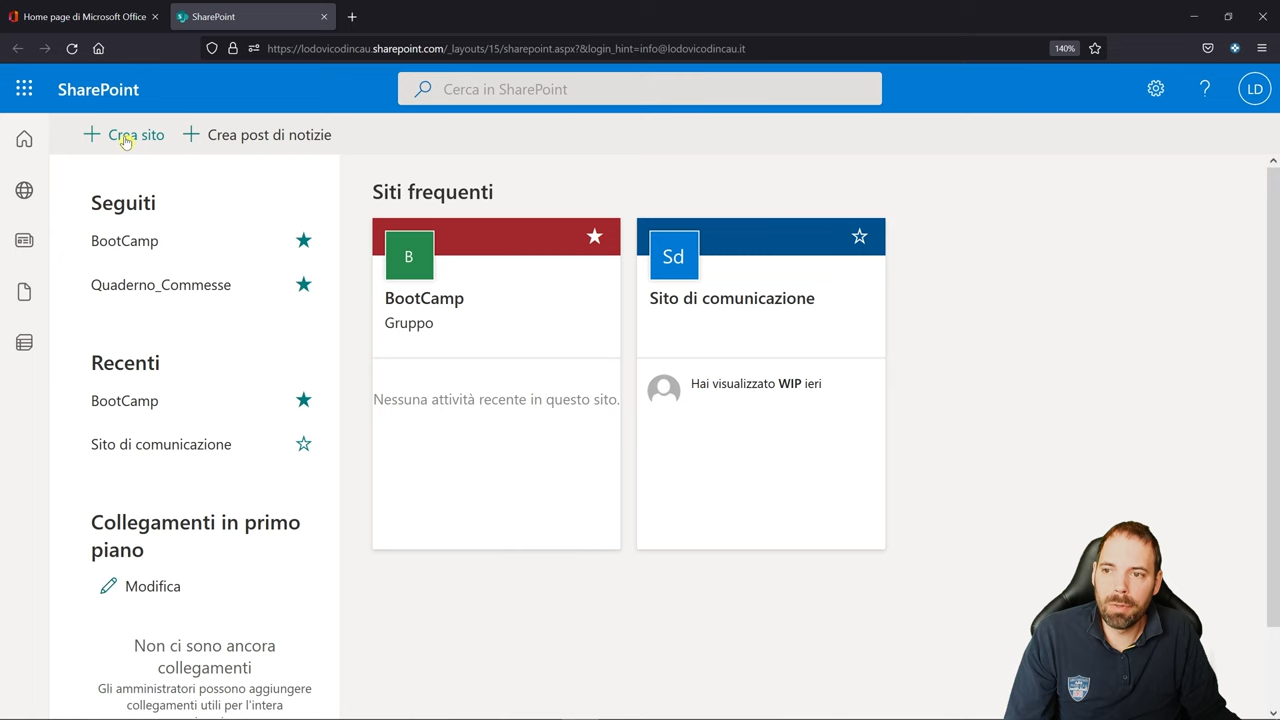 Home page di Microsoft Office
SharePoint
https://lodovicodincau.sharepoint.com/_layouts/15/sharepoint.aspx?&login_hint=info@lodovicodincau.it
140%
SharePoint
Cerca in SharePoint
LD
Crea sito
Crea post di notizie
Seguiti
BootCamp
Quaderno_Commesse
Recenti
BootCamp
Sito di comunicazione
Collegamenti in primo
piano
Modifica
Non ci sono ancora
collegamenti
Gli amministratori possono aggiungere
collegamenti utili per l'intera
Siti frequenti
B
BootCamp
Gruppo
Nessuna attività recente in questo sito.
Sd
Sito di comunicazione
Hai visualizzato WIP ieri